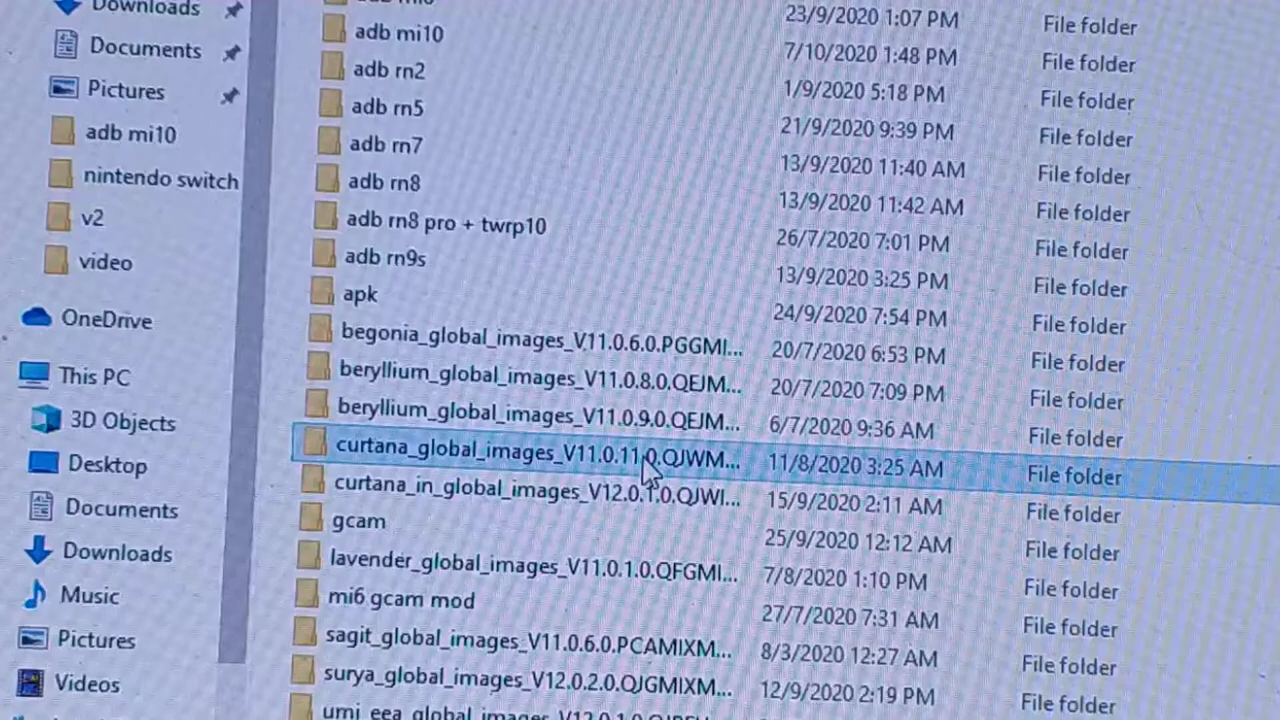 Downloads
Documents
Pictures
adb mi10
nintendo switch
v2
video
OneDrive
This PC
3D Objects
Desktop
Documents
Downloads
Music
Pictures
Videos
23/9/2020 1:07 PM File folder
adb mi10 7/10/2020 1:48 PM File folder
adb rn2 1/9/2020 5:18 PM File folder
adb rn5 21/9/2020 9:39 PM File folder
adb rn7 13/9/2020 11:40 AM File folder
adb rn8 13/9/2020 11:42 AM File folder
adb rn8 pro + twrp10 26/7/2020 7:01 PM File folder
adb rn9s 13/9/2020 3:25 PM File folder
apk 24/9/2020 7:54 PM File folder
begonia_global_images_V11.0.6.0.PGGMI... 20/7/2020 6:53 PM File folder
beryllium_global_images_V11.0.8.0.QEJM... 20/7/2020 7:09 PM File folder
beryllium_global_images_V11.0.9.0.QEJM... 6/7/2020 9:36 AM File folder
curtana_global_images_V11.0.11.0.QJWM... 11/8/2020 3:25 AM File folder
curtana_in_global_images_V12.0.1.0.QJWI... 15/9/2020 2:11 AM File folder
gcam 25/9/2020 12:12 AM File folder
lavender_global_images_V11.0.1.0.QFGMI... 7/8/2020 1:10 PM File folder
mi6 gcam mod 27/7/2020 7:31 AM File folder
sagit_global_images_V11.0.6.0.PCAMIXM... 8/3/2020 12:27 AM File folder
surya_global_images_V12.0.2.0.QJGMIXM... 12/9/2020 2:19 PM File folder